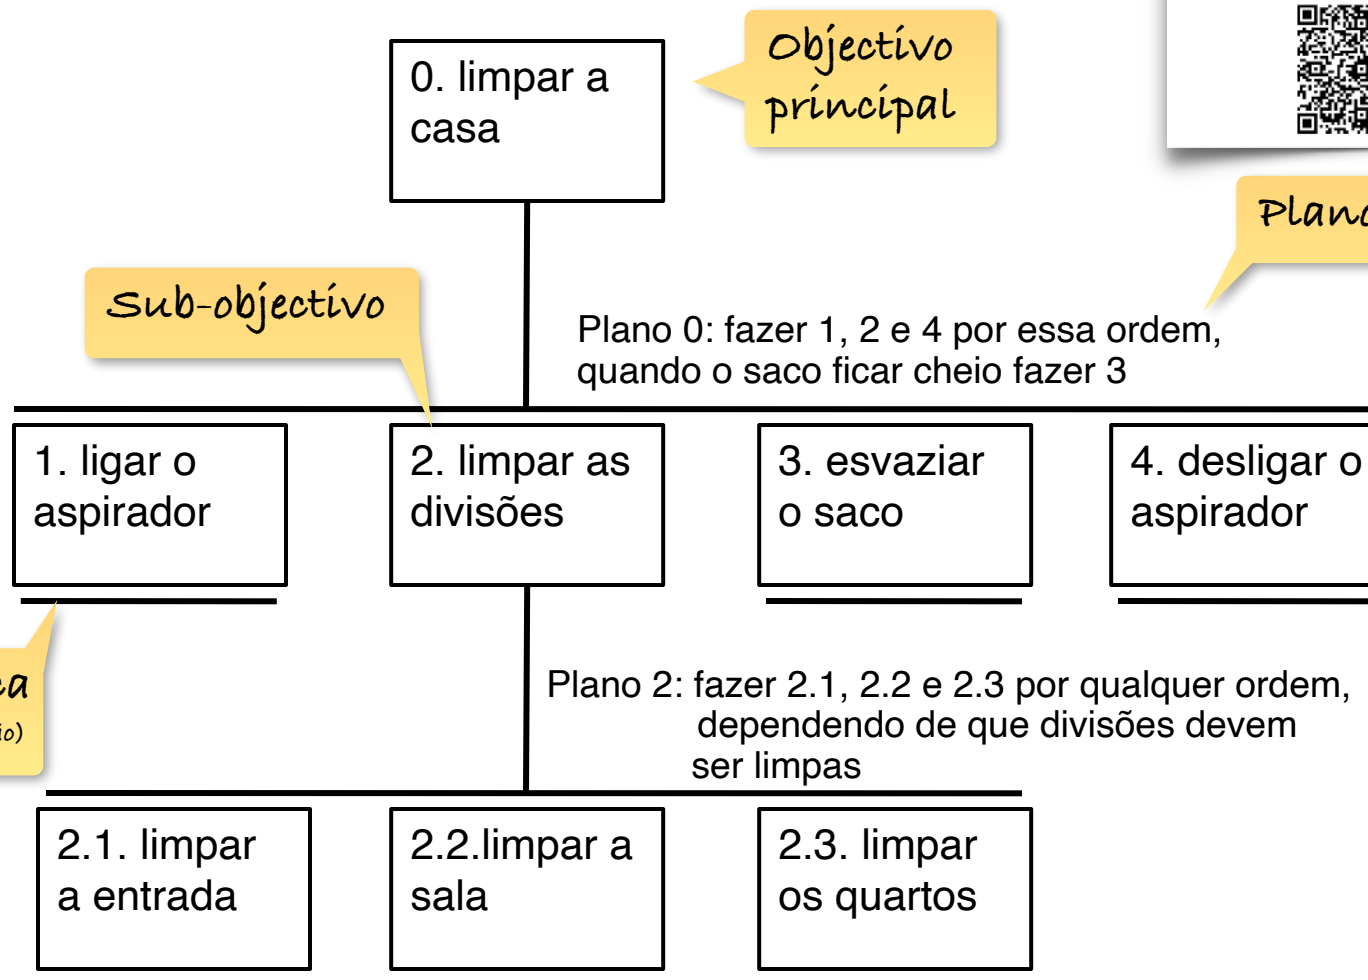 Objectivo
principal
0. limpar a
casa
Sub-objectivo
Plano 0: fazer 1, 2 e 4 por essa ordem,
quando o saco ficar cheio fazer 3
1. ligar o
aspirador
2. limpar as
divisões
3. esvaziar
o saco
4. desligar o
aspirador
Plano 2: fazer 2.1, 2.2 e 2.3 por qualquer ordem,
dependendo de que divisões devem
ser limpas
2.1. limpar
a entrada
2.2.limpar a
sala
2.3. limpar
os quartos